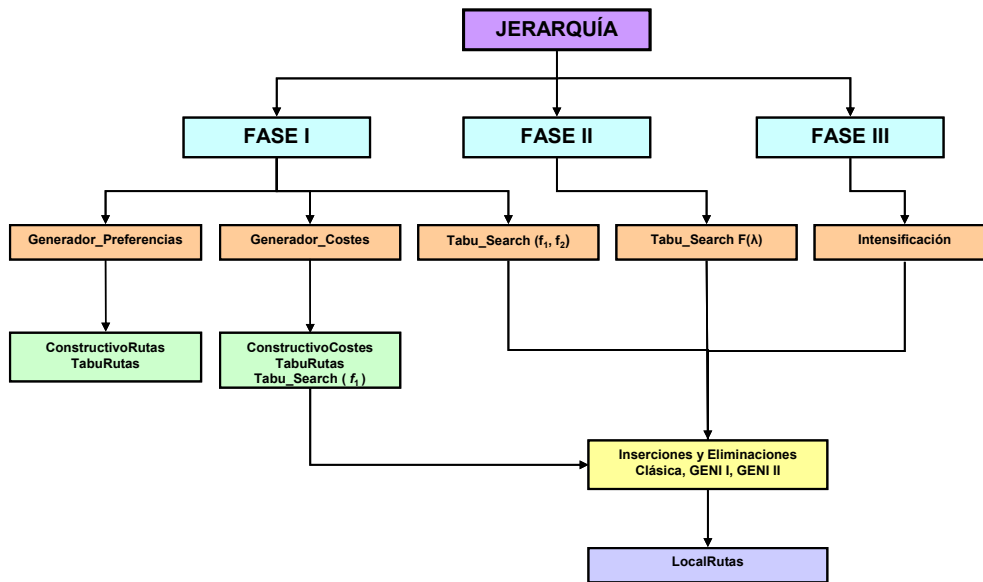 JERARQUÍA
FASE I
FASE II
FASE III
Generador_Preferencias
Generador_Costes
Tabu_Search (f₁, f₂)
Tabu_Search F(λ)
Intensificación
ConstructivoRutas
TabuRutas
ConstructivoCostes
TabuRutas
Tabu_Search ( f₁ )
Inserciones y Eliminaciones
Clásica, GENI I, GENI II
LocalRutas